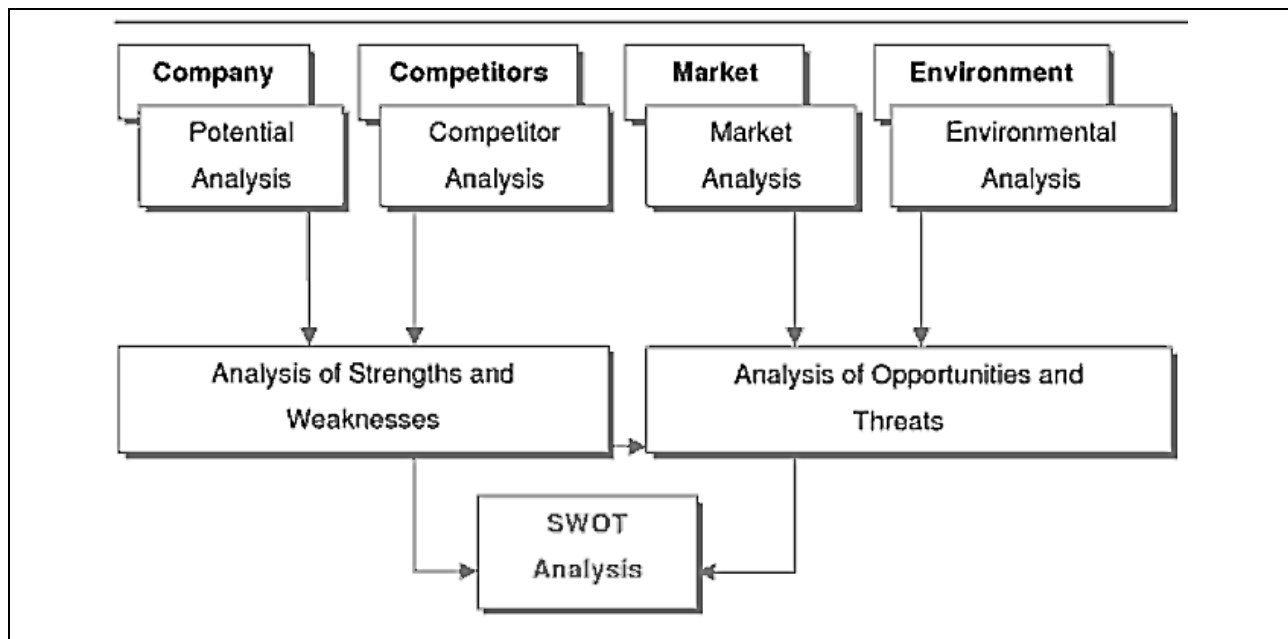 Company
Competitors
Market
Environment
Potential
Analysis
Competitor
Analysis
Market
Analysis
Environmental
Analysis
Analysis of Strengths and
Weaknesses
Analysis of Opportunities and
Threats
SWOT
Analysis